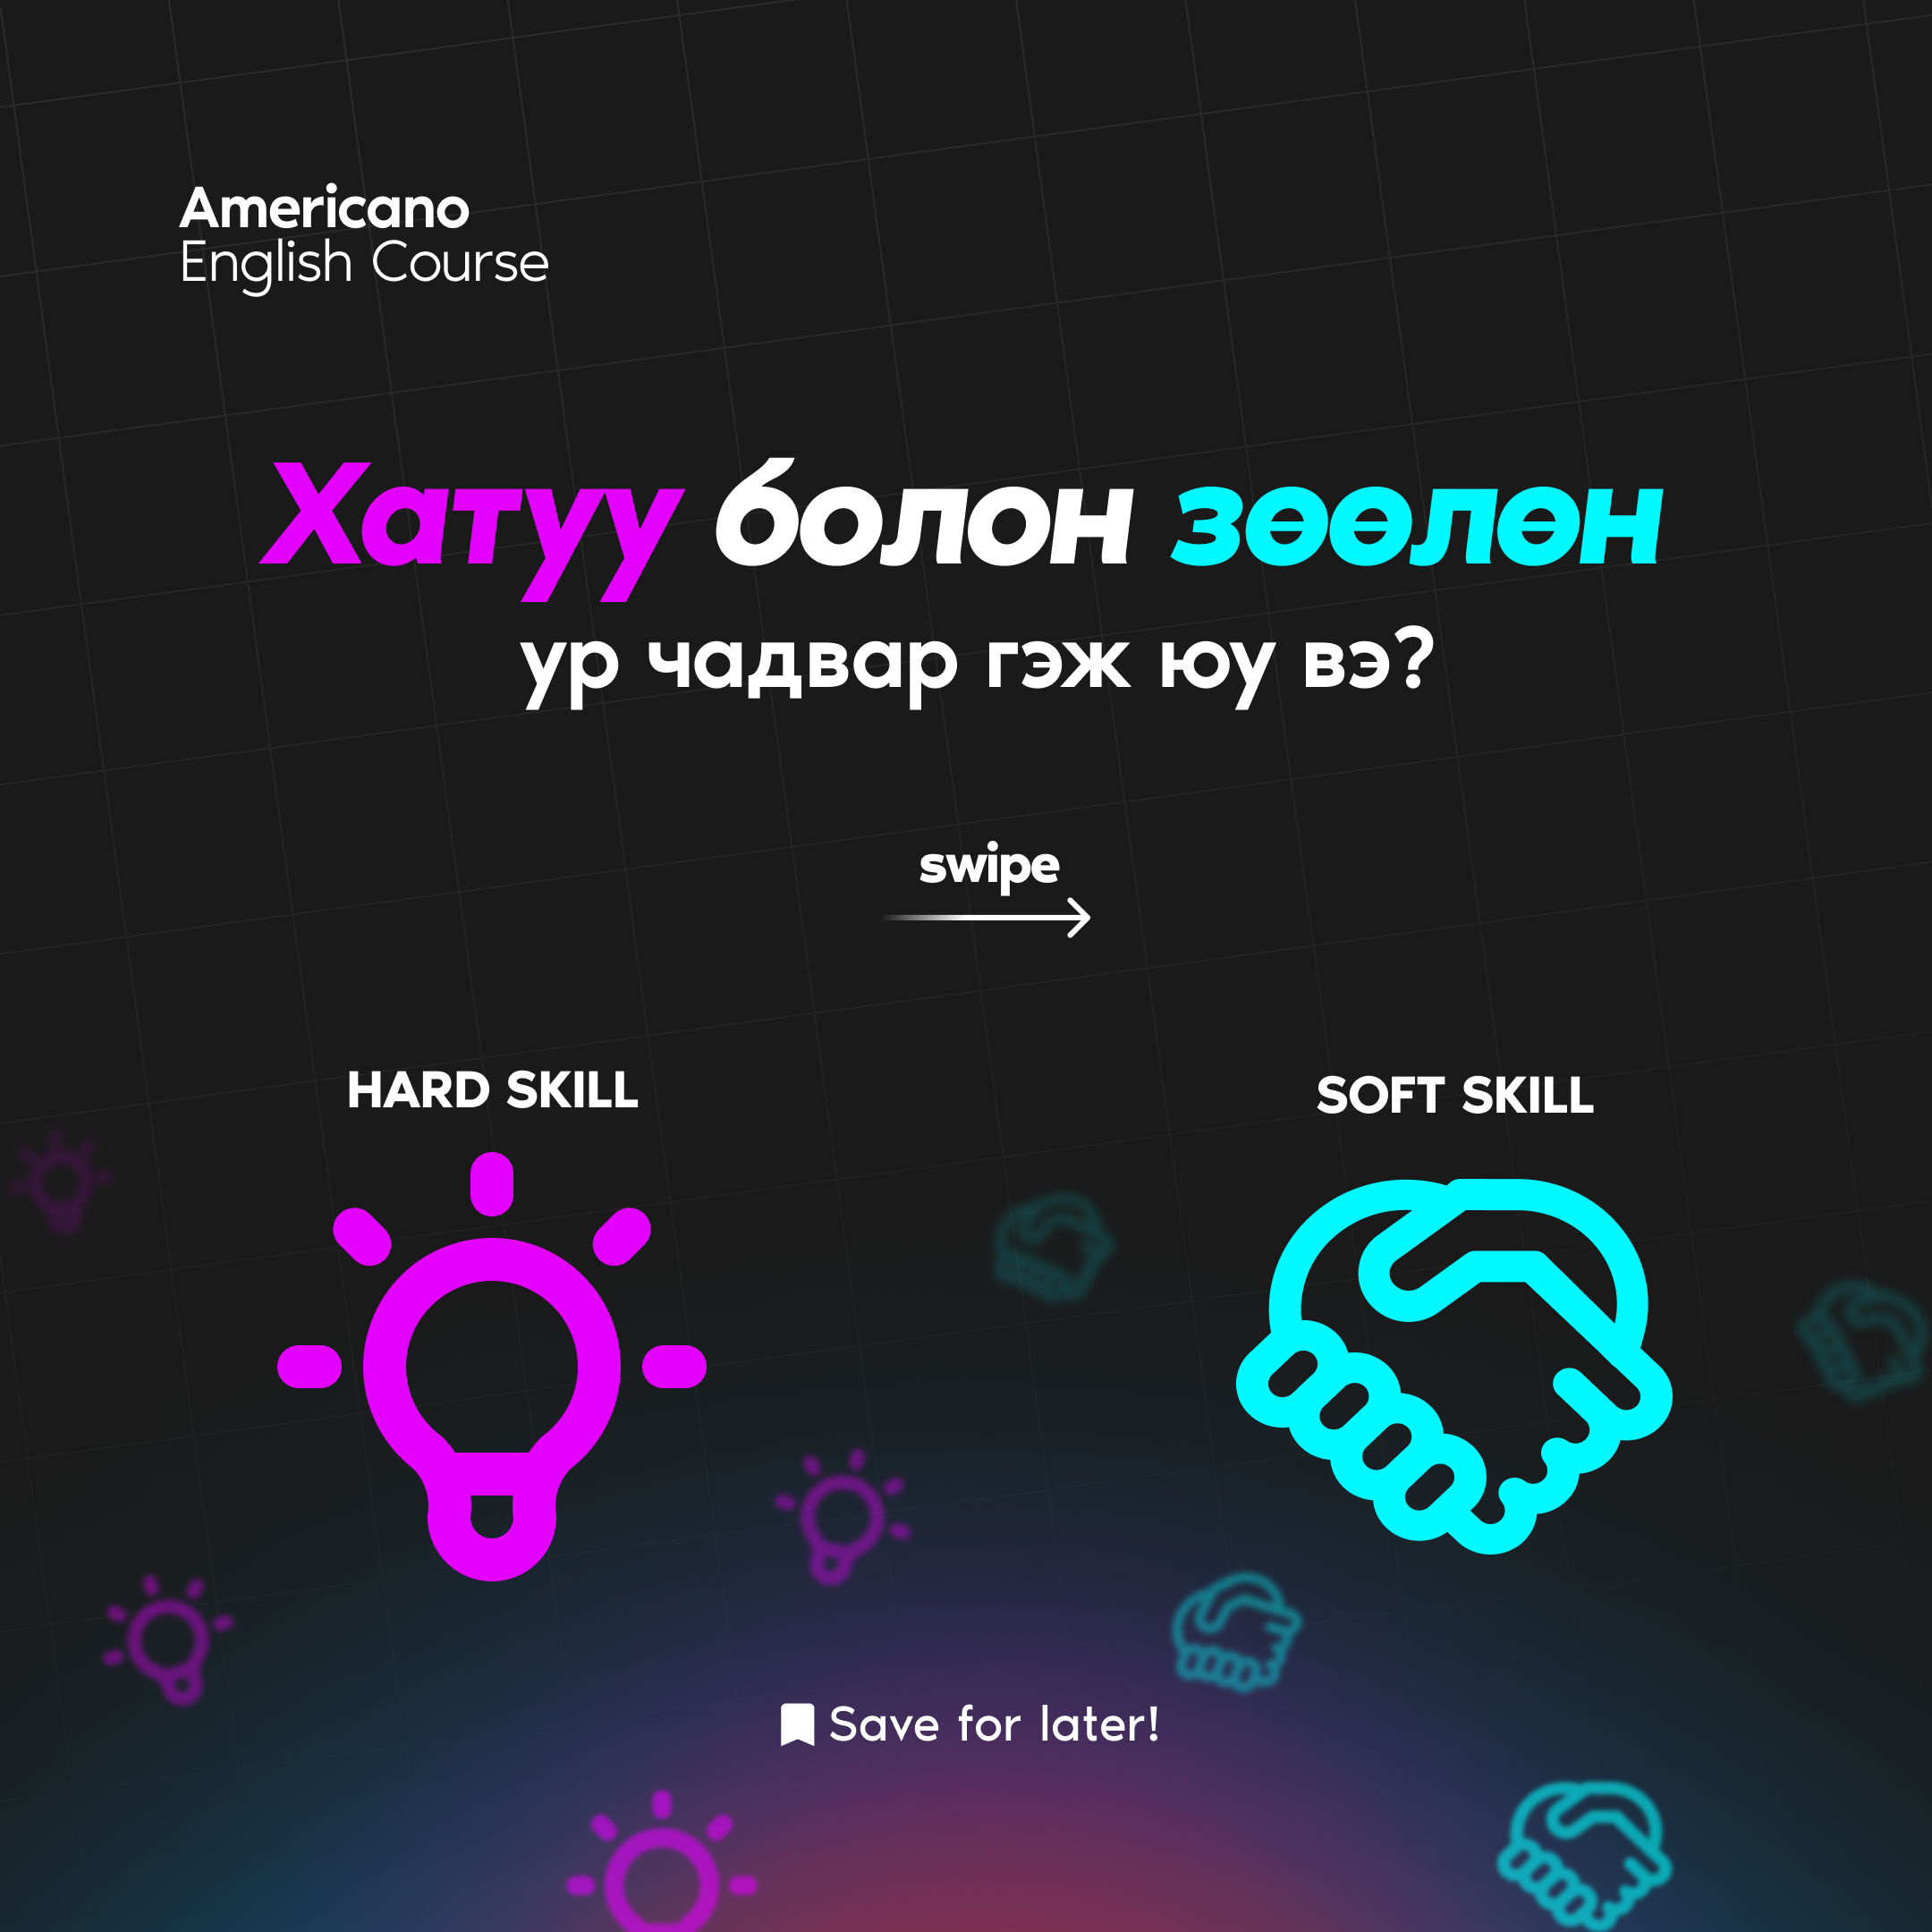 Americano
English Course
Хатуу болон зөөлөн
ур чадвар гэж юу вэ?
swipe
HARD SKILL
SOFT SKILL
Save for later!